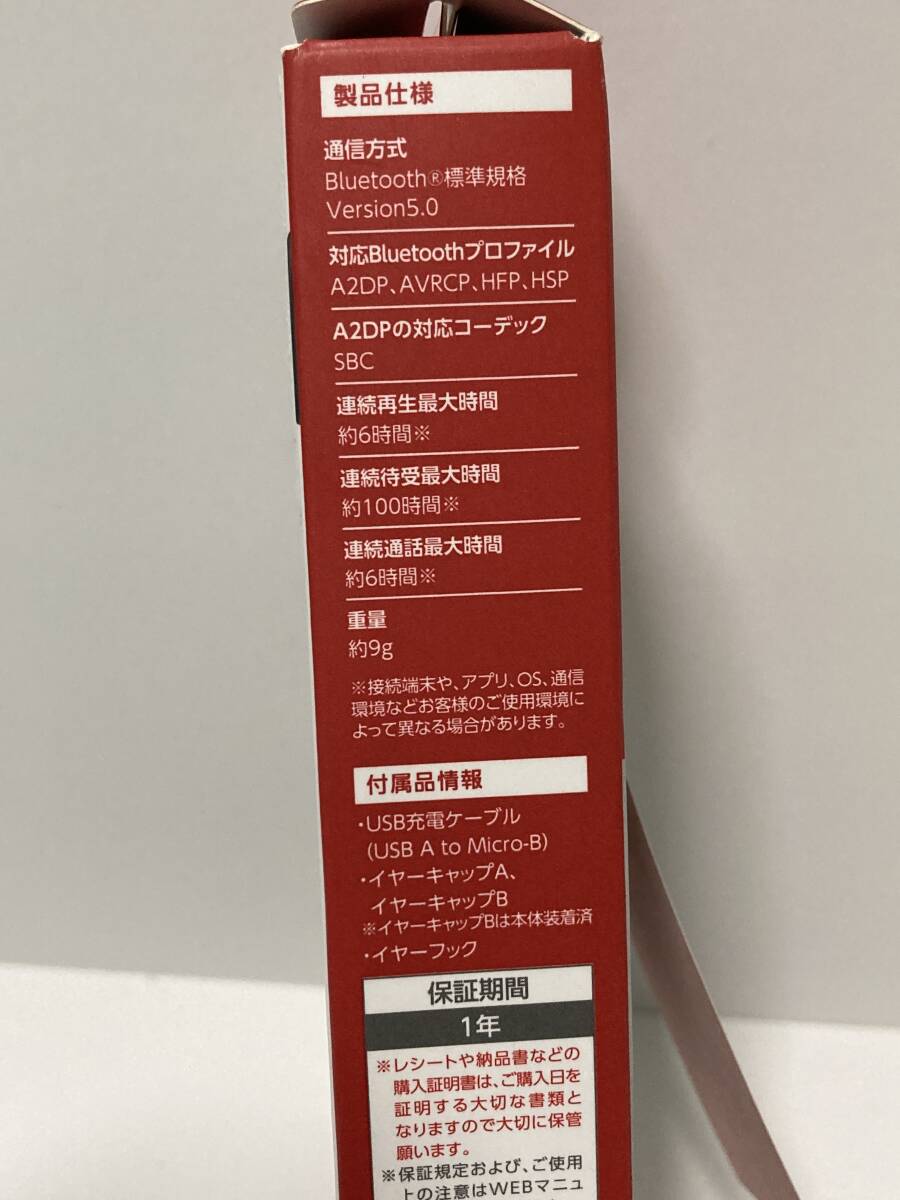 製品仕様
通信方式
Bluetooth®標準規格
Version5.0
対応Bluetoothプロファイル
A2DP、AVRCP、HFP、HSP
A2DPの対応コーデック
SBC
連続再生最大時間
約6時間※
連続待受最大時間
約100時間※
連続通話最大時間
約6時間※
重量
約9g
※接続端末や、アプリ、OS、通信
環境などお客様のご使用環境に
よって異なる場合があります。
付属品情報
・USB充電ケーブル
(USB A to Micro-B)
・イヤーキャップA、
イヤーキャップB
※イヤーキャップBは本体装着済
・イヤーフック
保証期間
1年
※レシートや納品書などの
購入証明書は、ご購入日を
証明する大切な書類と
なりますので大切に保管
願います。
※保証規定および、ご使用
上の注意はWEBマニュ